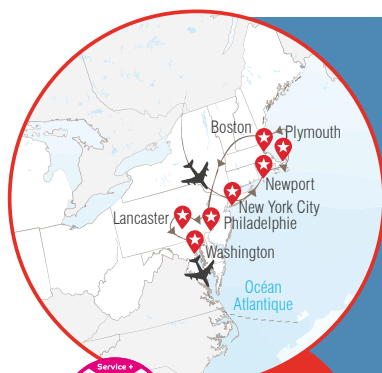 Boston
Plymouth
Newport
New York City
Lancaster
Philadelphie
Washington
Océan
Atlantique
Service +